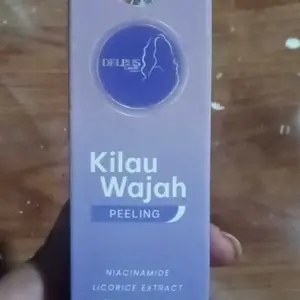 Kilau
Wajah
PEELING
NIACINAMIDE
LICORICE EXTRACT